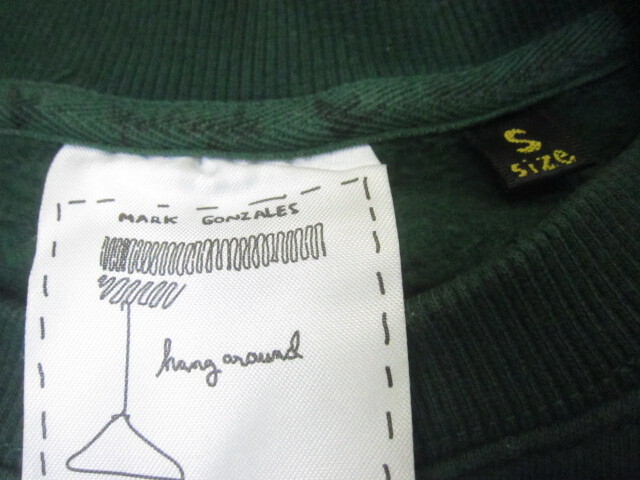 S
size
MARK GONZALES
hang around